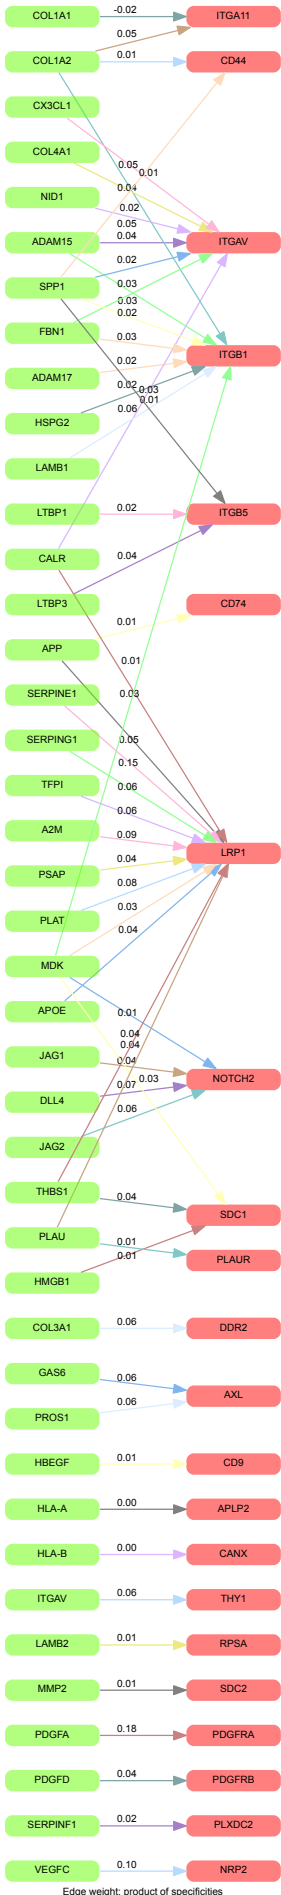 COL1A1 -0.02 ITGA11
0.05
COL1A2 0.01 CD44
CX3CL1
COL4A1
0.05
0.01
NID1
0.04
0.02
0.05
ADAM15 0.04 ITGAV
0.02
SPP1 0.03
0.03
0.02
FBN1
0.03
ITGB1
0.02
ADAM17
0.02
0.03
0.01
0.06
HSPG2
LAMB1
LTBP1 0.02 ITGB5
CALR 0.04
LTBP3 CD74
0.01
APP
0.01
SERPINE1 0.03
SERPING1 0.05
0.15
TFPI 0.06
0.06
A2M 0.09
LRP1
PSAP 0.04
0.08
PLAT 0.03
0.04
MDK
APOE 0.01
0.04
0.04
JAG1 0.04
0.03 NOTCH2
0.07
DLL4
0.06
JAG2
THBS1 0.04
SDC1
PLAU 0.01
0.01 PLAUR
HMGB1
COL3A1 0.06 DDR2
GAS6 0.06
AXL
0.06
PROS1
HBEGF 0.01 CD9
HLA-A 0.00 APLP2
HLA-B 0.00 CANX
ITGAV 0.06 THY1
LAMB2 0.01 RPSA
MMP2 0.01 SDC2
PDGFA 0.18 PDGFRA
PDGFD 0.04 PDGFRB
SERPINF1 0.02 PLXDC2
VEGFC 0.10 NRP2
Edge weight: product of specificities